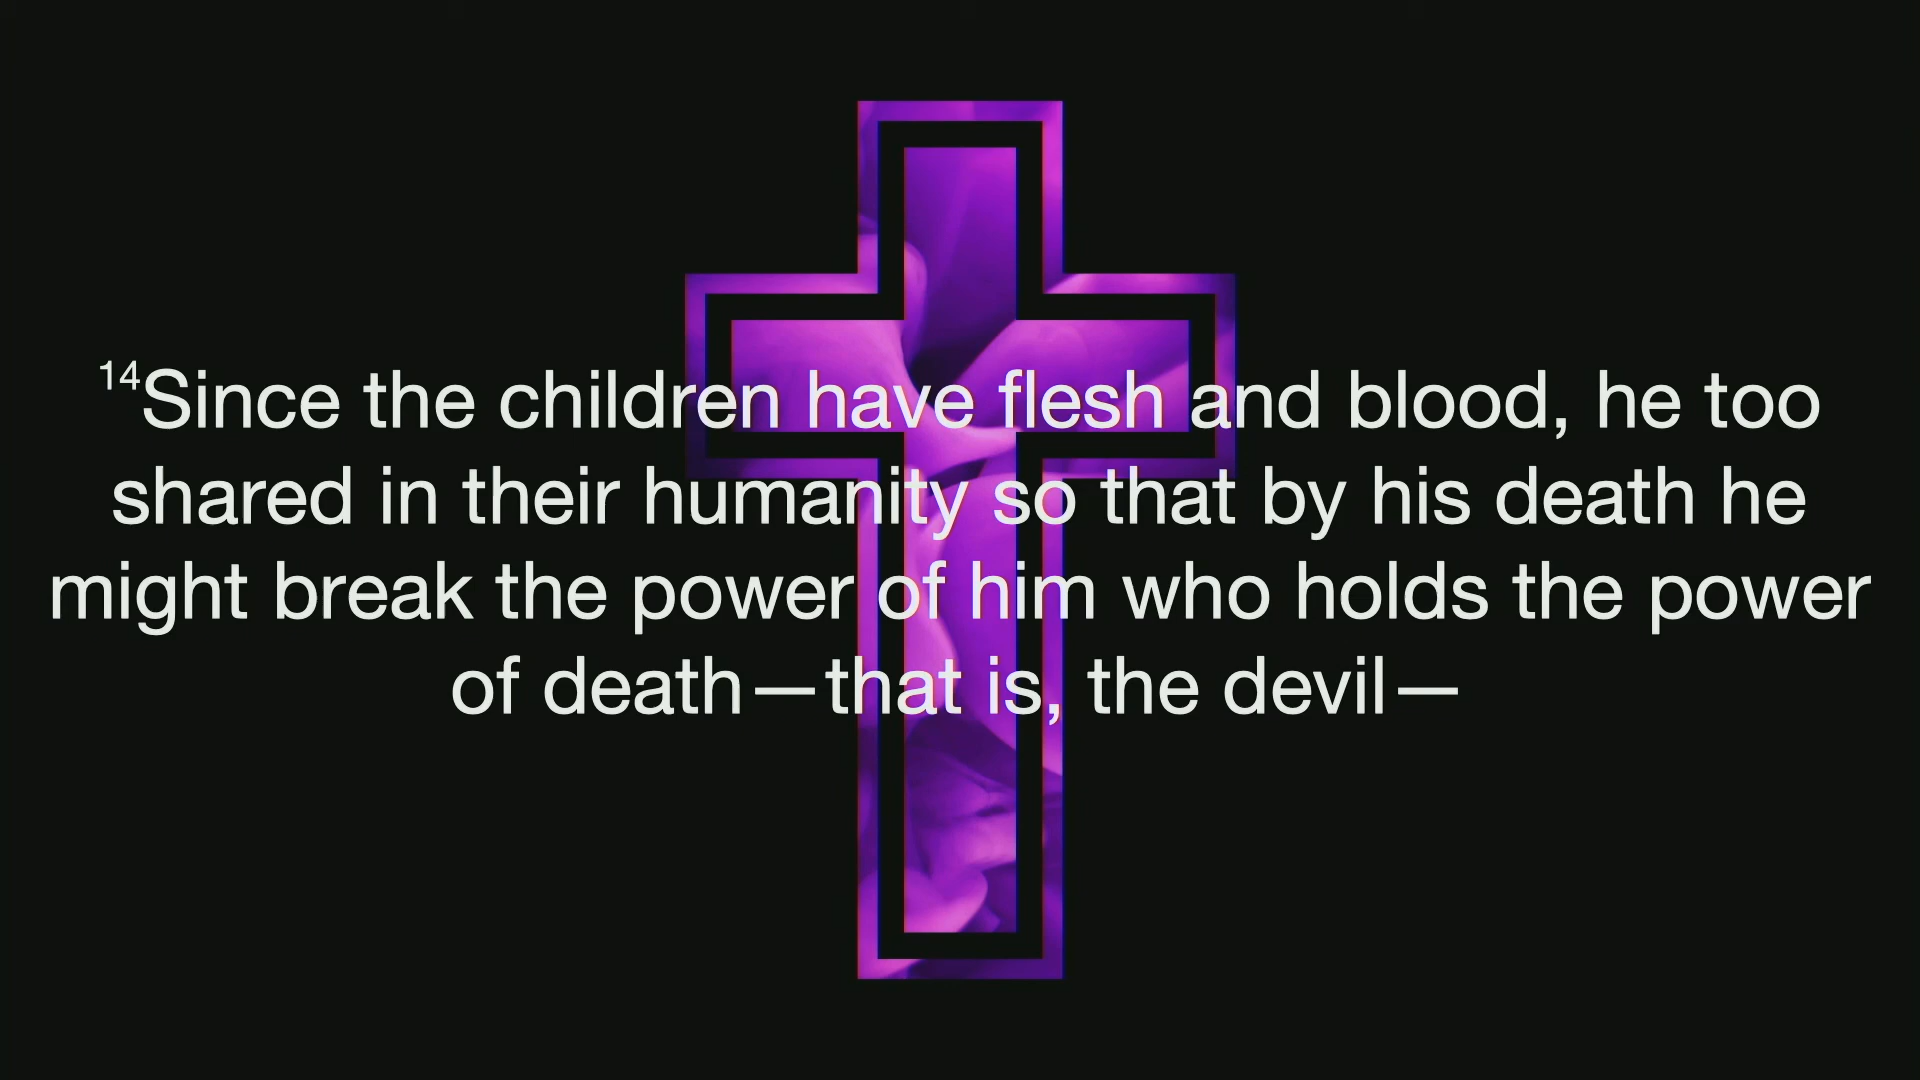 14Since the children have flesh and blood, he too
shared in their humanity so that by his death he
might break the power of him who holds the power
of death—that is, the devil—